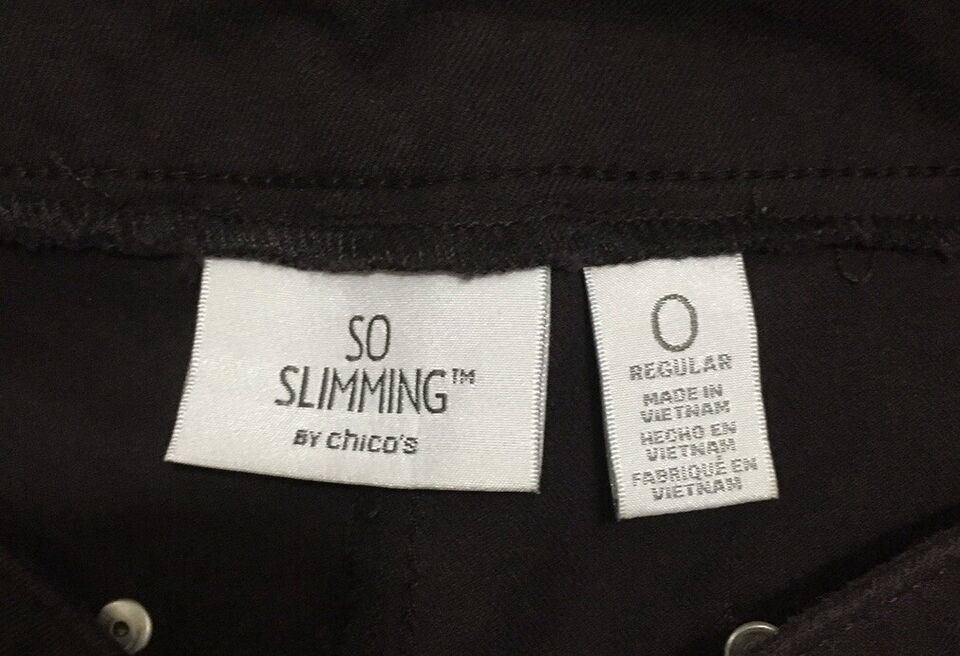 SO
SLIMMING™
BY chico's
0
REGULAR
MADE IN
VIETNAM
HECHO EN
VIETNAM
FABRIQUÉ EN
VIETNAM